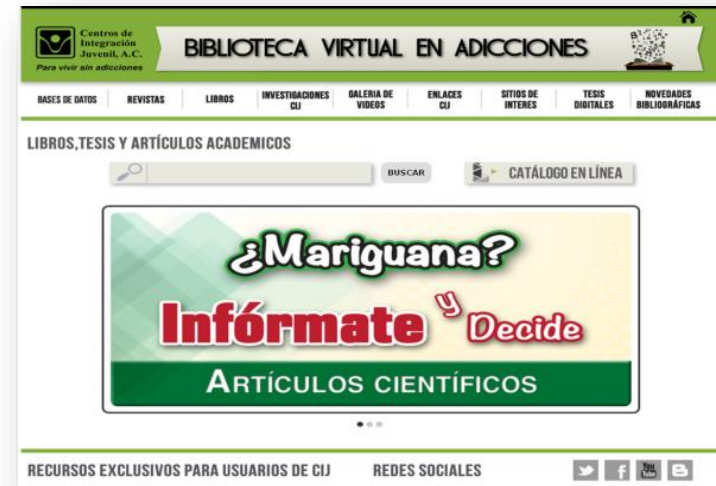 Centros de
Integración
Juvenil, A.C.
Para vivir sin adicciones
BIBLIOTECA VIRTUAL EN ADICCIONES
BASES DE DATOS
REVISTAS
LIBROS
INVESTIGACIONES
CIJ
GALERIA DE
VIDEOS
ENLACES
CIJ
SITIOS DE
INTERES
TESIS
DIGITALES
NOVEDADES
BIBLIOGRÁFICAS
LIBROS,TESIS Y ARTÍCULOS ACADEMICOS
BUSCAR
CATÁLOGO EN LÍNEA
¿Mariguana?
Infórmate y Decide
ARTÍCULOS CIENTÍFICOS
RECURSOS EXCLUSIVOS PARA USUARIOS DE CIJ
REDES SOCIALES
You
Tube